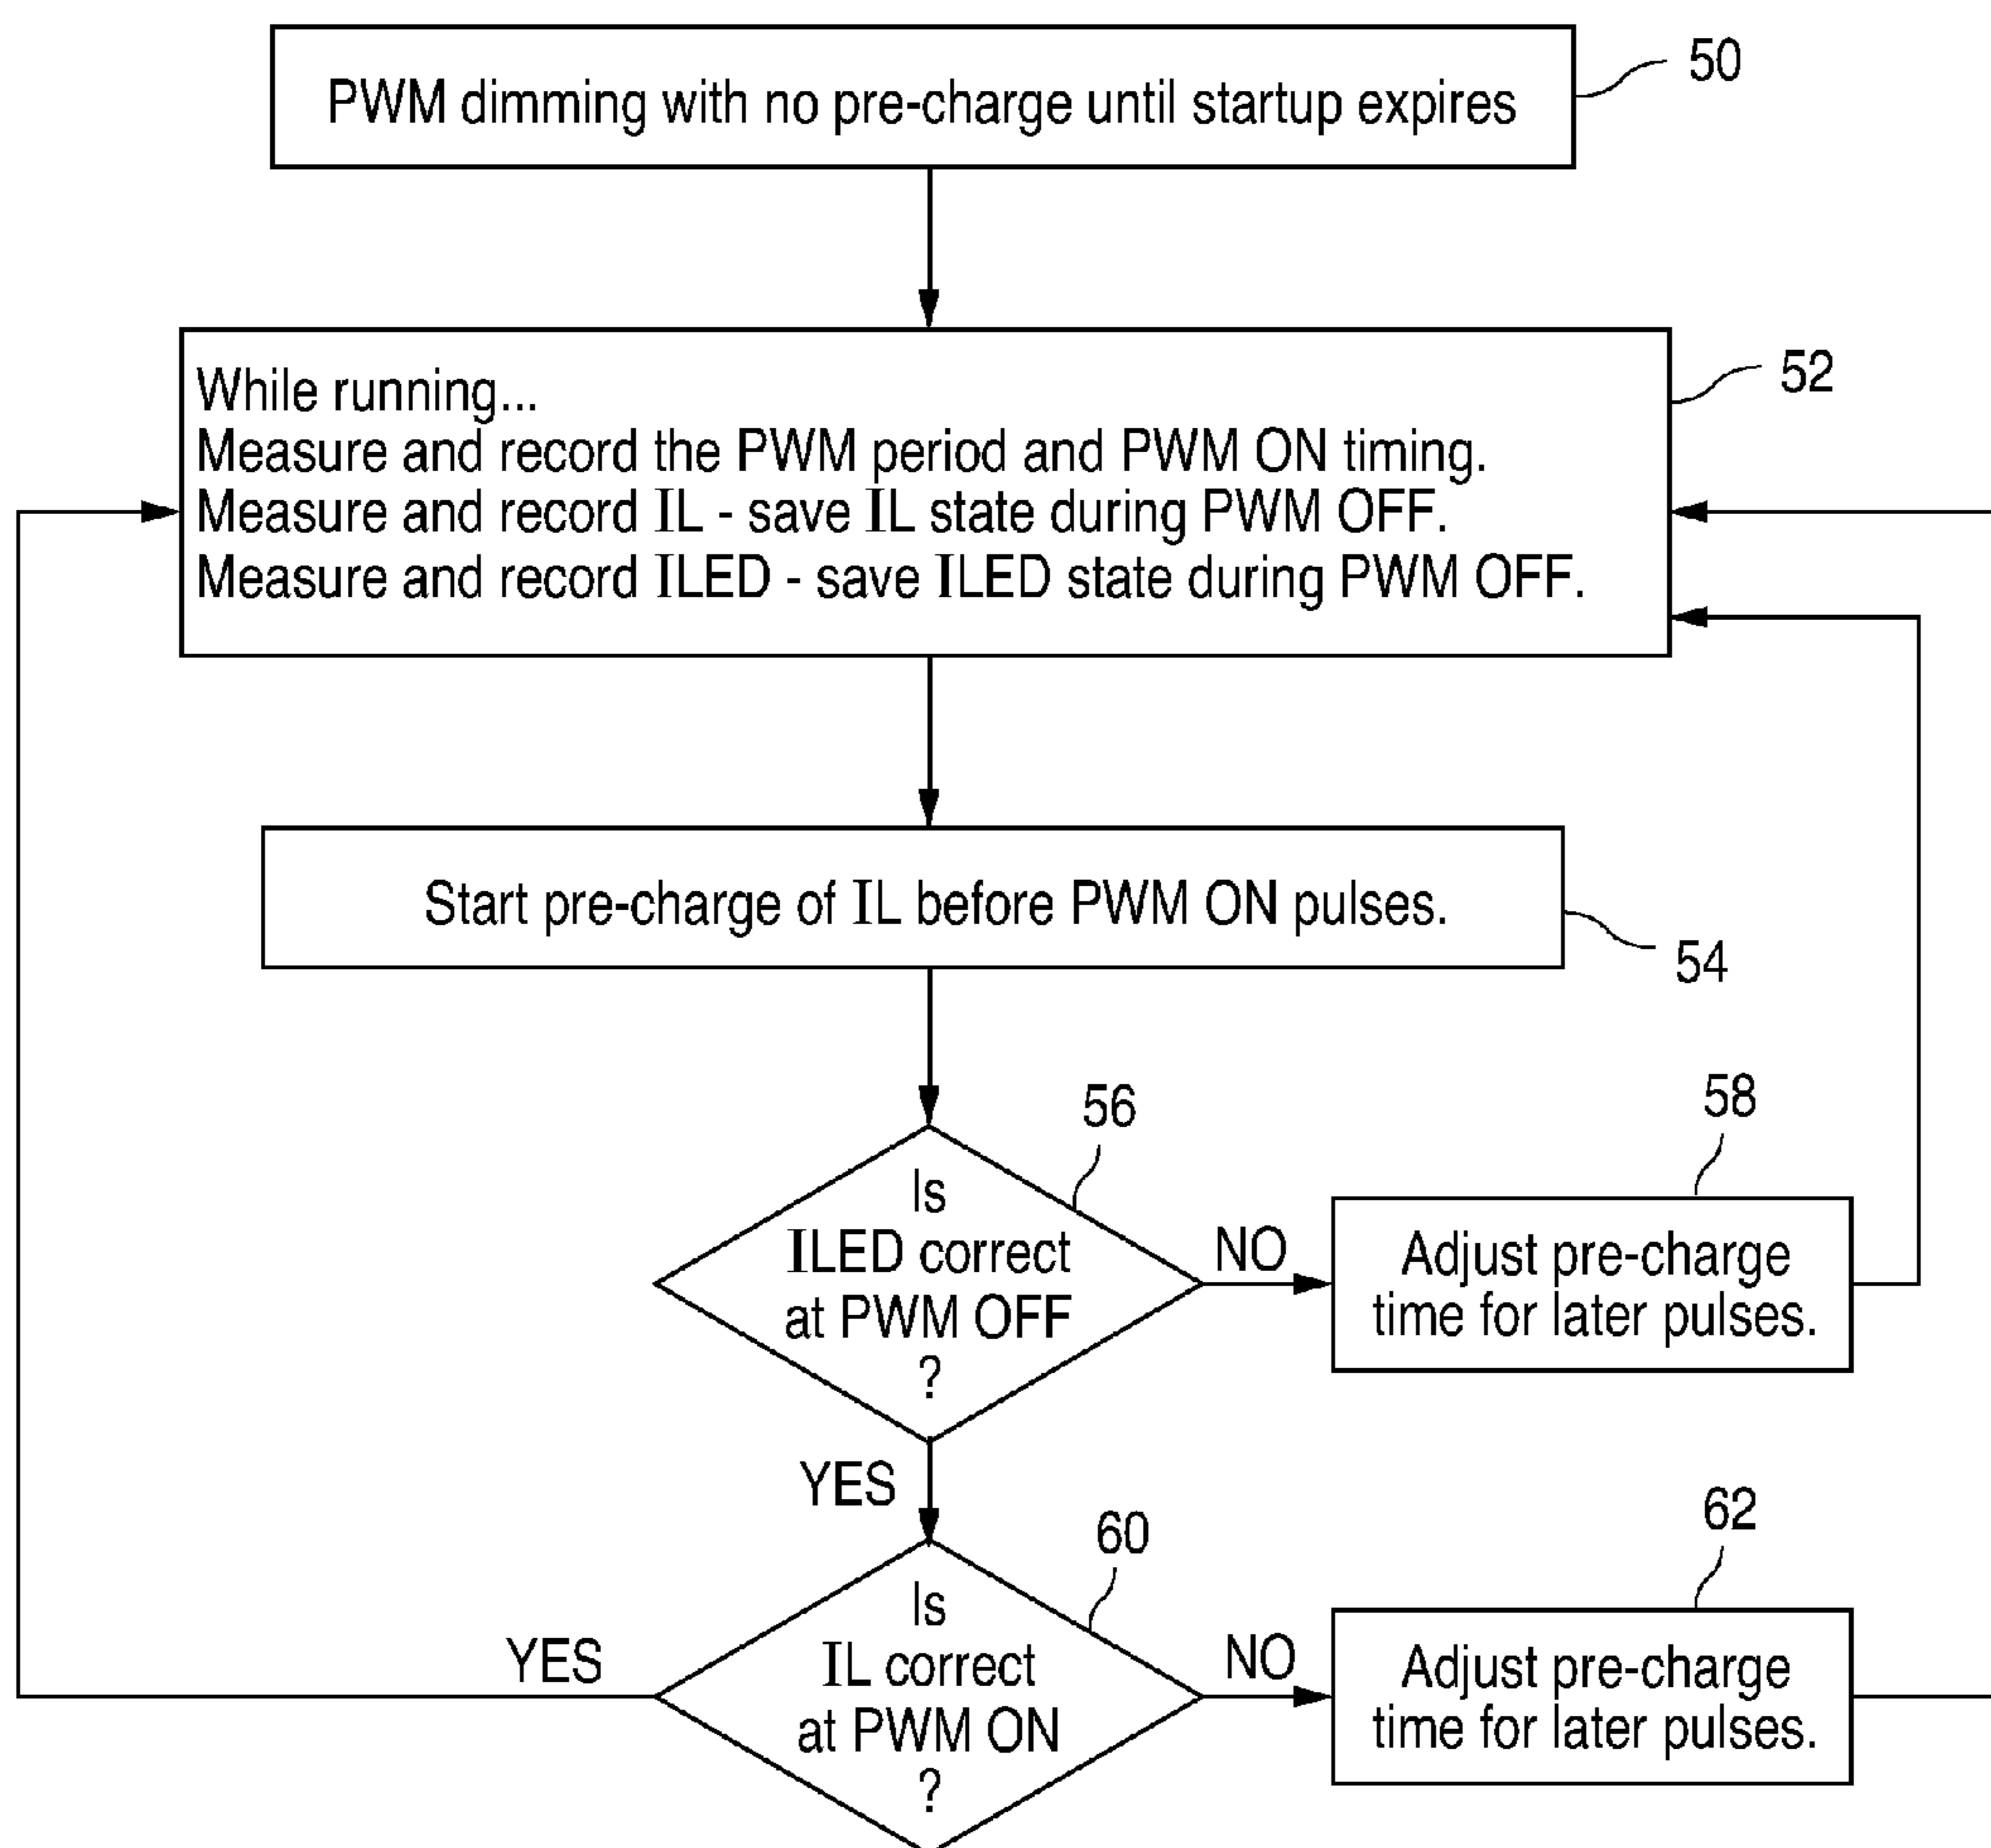 PWM dimming with no pre-charge until startup expires
50
While running...
Measure and record the PWM period and PWM ON timing.
Measure and record IL - save IL state during PWM OFF.
Measure and record ILED - save ILED state during PWM OFF.
52
Start pre-charge of IL before PWM ON pulses.
54
56
Is
ILED correct
at PWM OFF
?
NO
58
Adjust pre-charge
time for later pulses.
YES
60
Is
IL correct
at PWM ON
?
YES
NO
62
Adjust pre-charge
time for later pulses.